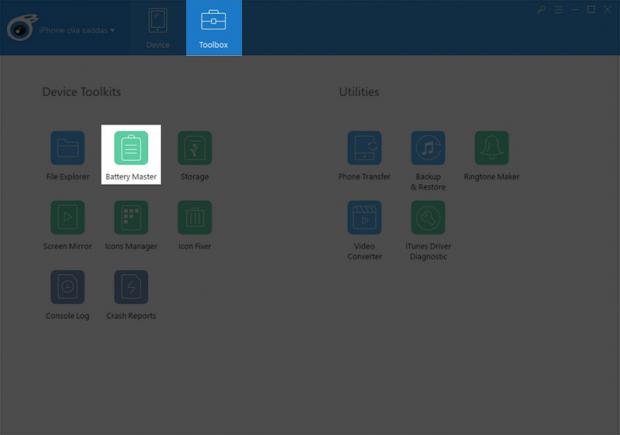 iPhone của saddas
Device
Toolbox
Device Toolkits
Utilities
File Explorer
Battery Master
Storage
Phone Transfer
Backup
& Restore
Ringtone Maker
Screen Mirror
Icons Manager
Icon Fixer
Video
Converter
iTunes Driver
Diagnostic
Console Log
Crash Reports